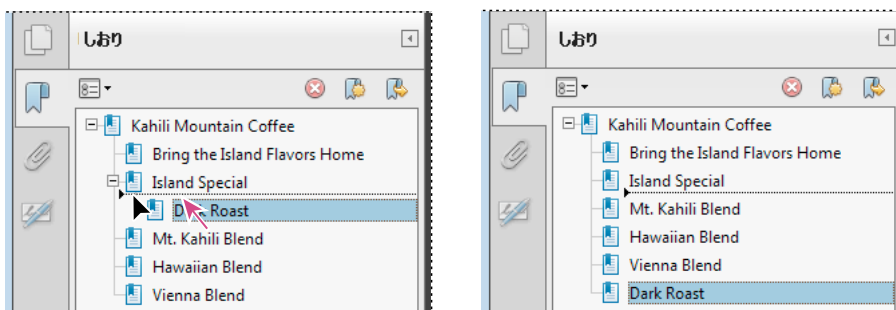 しおり
Kahili Mountain Coffee
Bring the Island Flavors Home
Island Special
Dark Roast
Mt. Kahili Blend
Hawaiian Blend
Vienna Blend
しおり
Kahili Mountain Coffee
Bring the Island Flavors Home
Island Special
Mt. Kahili Blend
Hawaiian Blend
Vienna Blend
Dark Roast